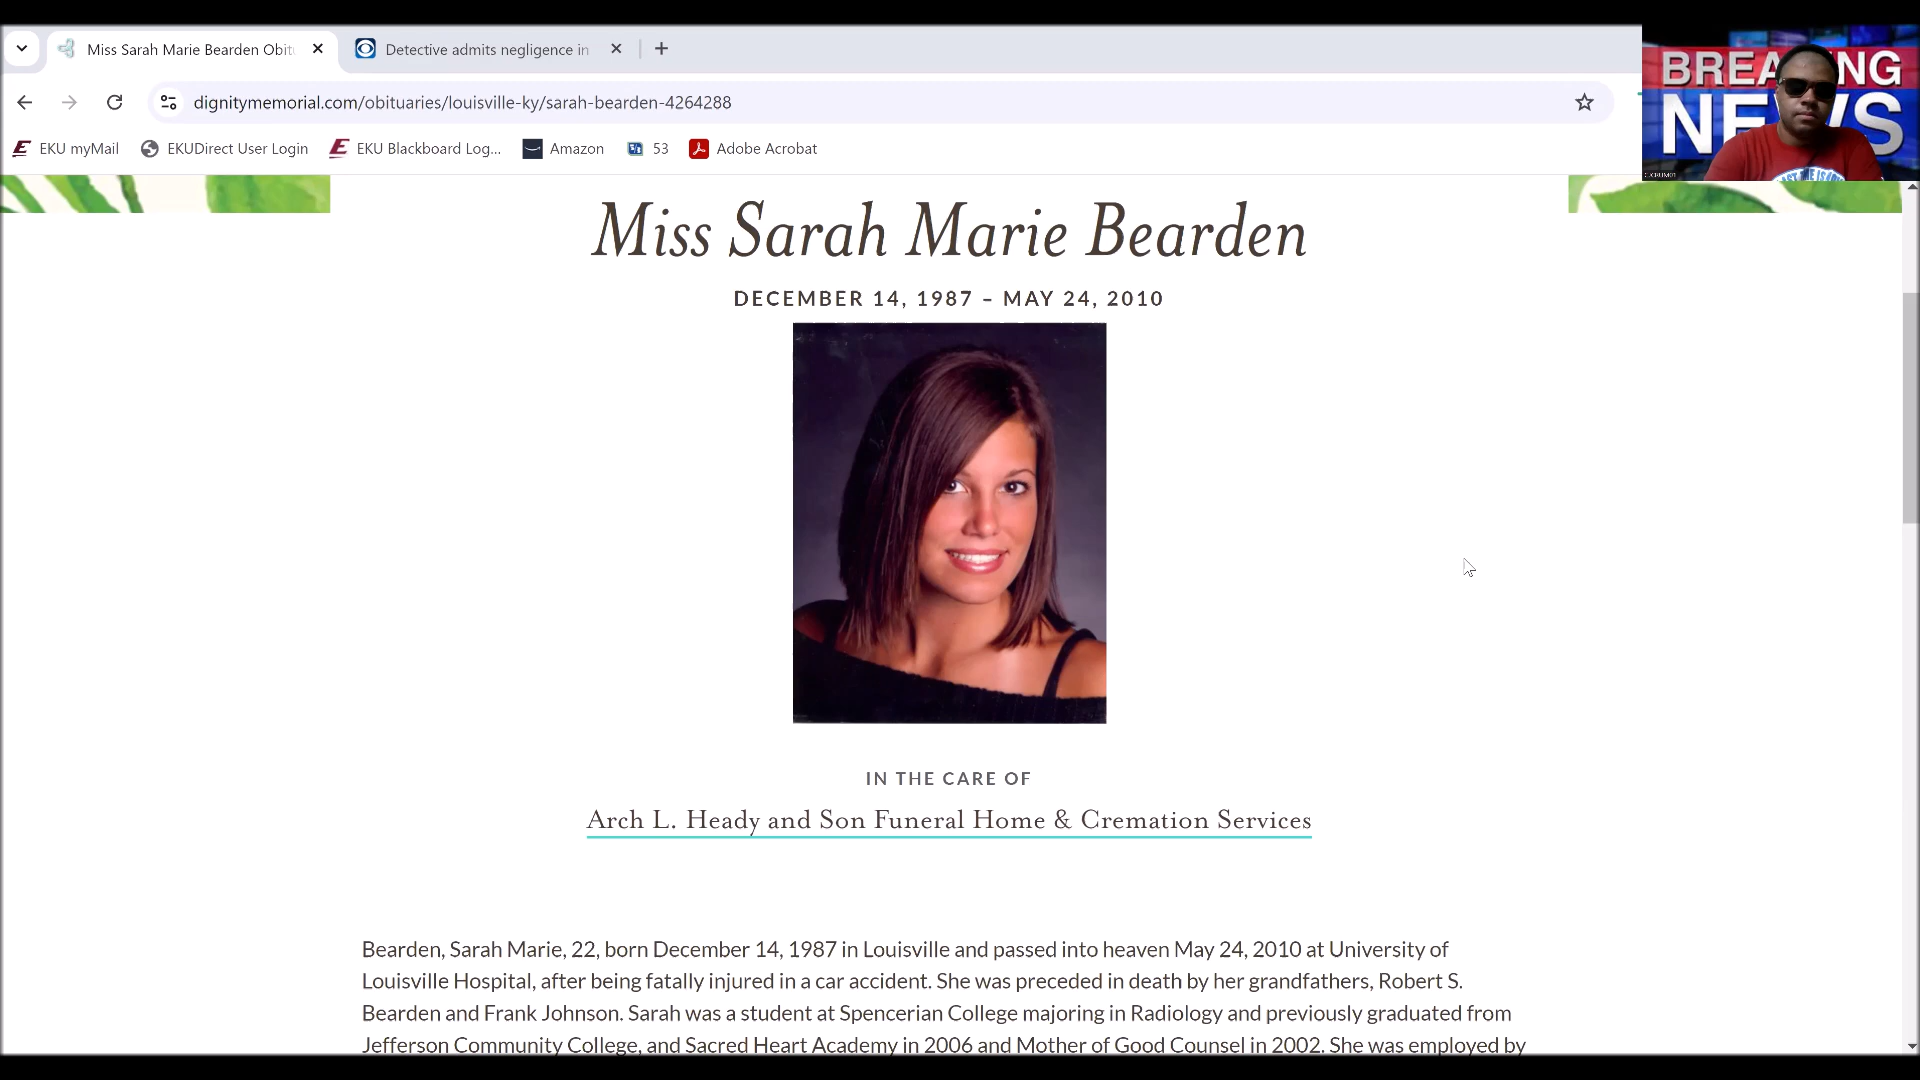 Miss Sarah Marie Bearden Obitu
Detective admits negligence in
dignitymemorial.com/obituaries/louisville-ky/sarah-bearden-4264288
EKU myMail
EKUDirect User Login
EKU Blackboard Log...
Amazon
53
Adobe Acrobat
BREA NG
NEWS
Miss Sarah Marie Bearden
DECEMBER 14, 1987 – MAY 24, 2010
IN THE CARE OF
Arch L. Heady and Son Funeral Home & Cremation Services
Bearden, Sarah Marie, 22, born December 14, 1987 in Louisville and passed into heaven May 24, 2010 at University of
Louisville Hospital, after being fatally injured in a car accident. She was preceded in death by her grandfathers, Robert S.
Bearden and Frank Johnson. Sarah was a student at Spencerian College majoring in Radiology and previously graduated from
Jefferson Community College, and Sacred Heart Academy in 2006 and Mother of Good Counsel in 2002. She was employed by